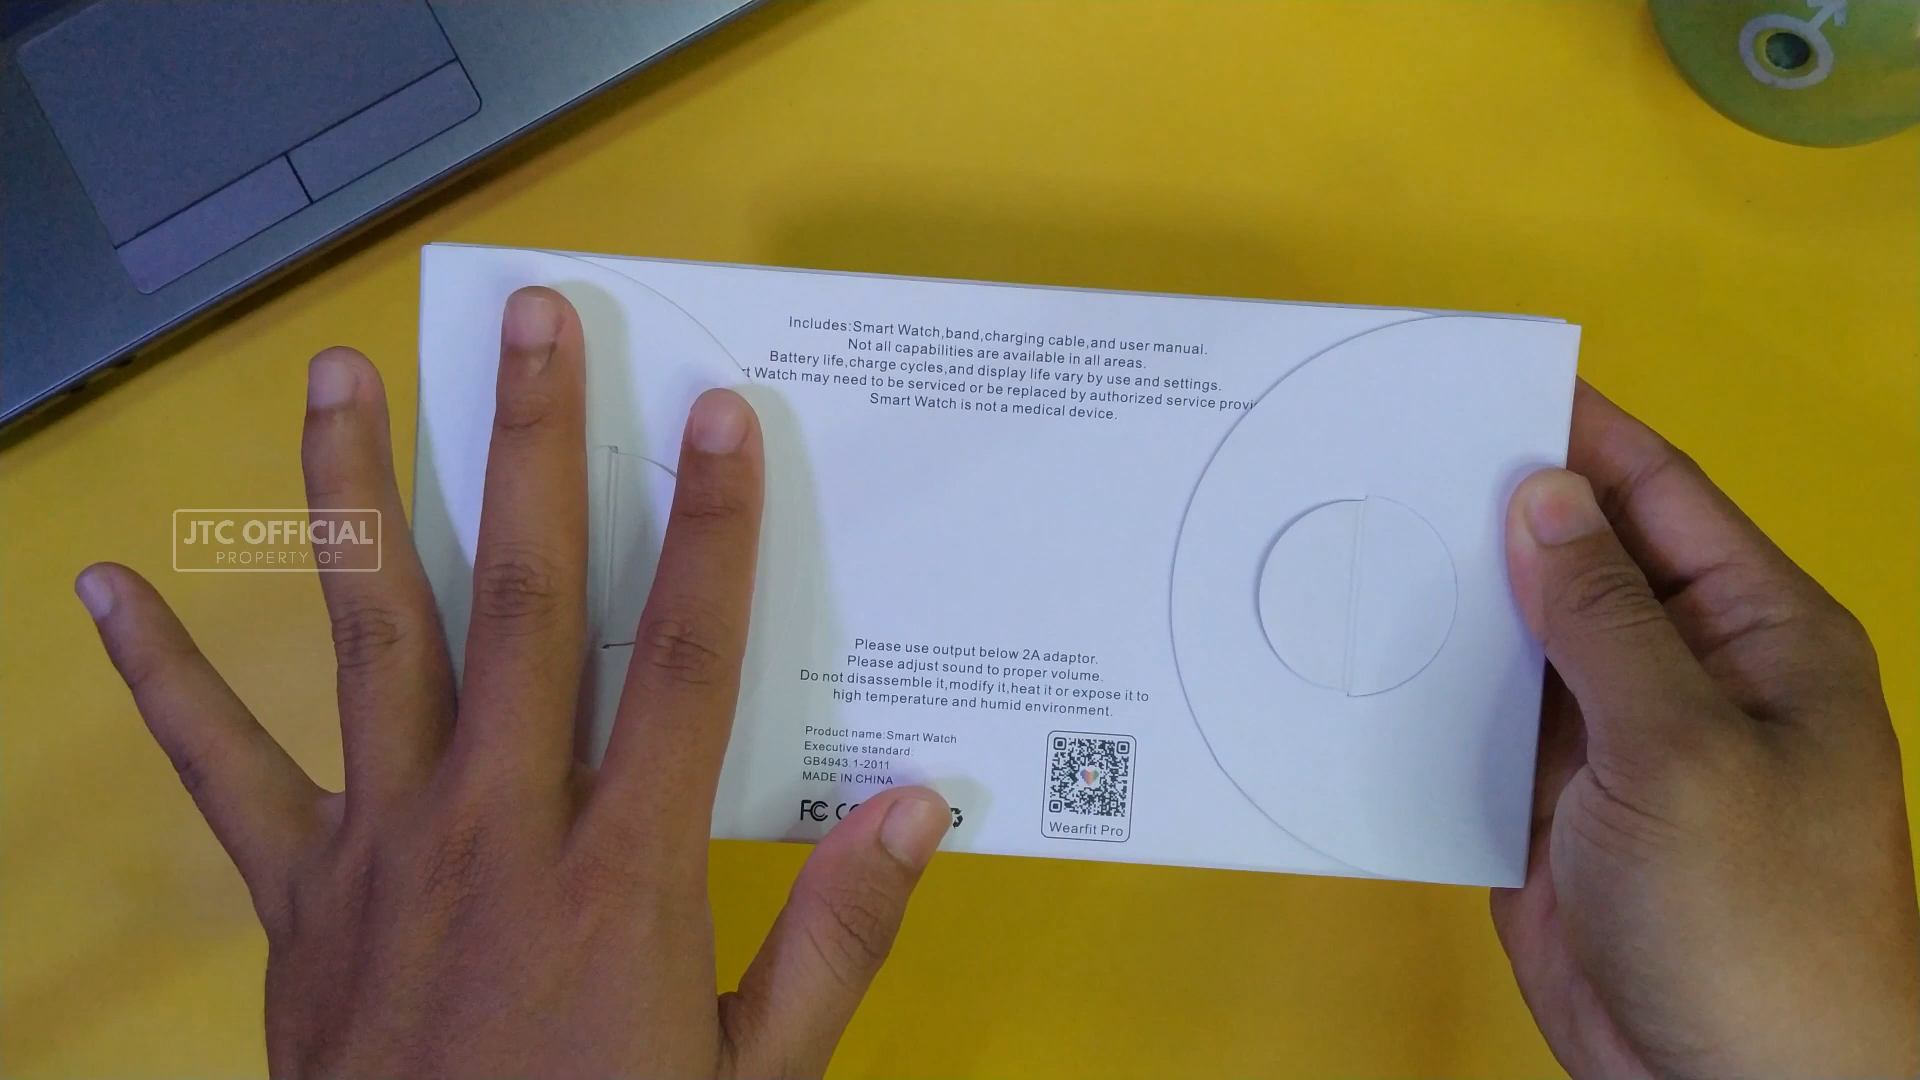 Includes:Smart Watch,band,charging cable,and user manual.
Not all capabilities are available in all areas.
Battery life,charge cycles,and display life vary by use and settings.
Watch may need to be serviced or be replaced by authorized service
Smart Watch is not a medical device.
JTC OFFICIAL
PROPERTY OF
Please use output below 2A adaptor.
Please adjust sound to proper volume.
Do not disassemble it,modify it,heat it or expose it to
high temperature and humid environment.
Product name:Smart Watch
Executive standard:
GB4943.1-2011
MADE IN CHINA
FC
Wearfit Pro